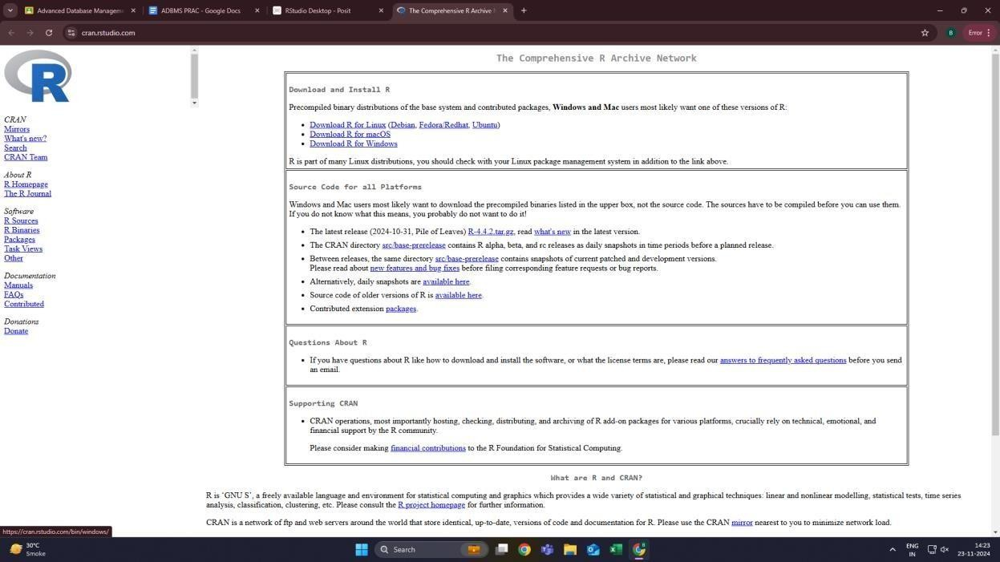 Advanced Database Managem
ADBMS PRAC - Google Docs
RStudio Desktop - Posit
The Comprehensive R Archive N
cran.rstudio.com
B
Error
R
CRAN
Mirrors
What's new?
Search
CRAN Team
About R
R Homepage
The R Journal
Software
R Sources
R Binaries
Packages
Task Views
Other
Documentation
Manuals
FAQs
Contributed
Donations
Donate
The Comprehensive R Archive Network
Download and Install R
Precompiled binary distributions of the base system and contributed packages, Windows and Mac users most likely want one of these versions of R:
Download R for Linux (Debian, Fedora/Redhat, Ubuntu)
Download R for macOS
Download R for Windows
R is part of many Linux distributions, you should check with your Linux package management system in addition to the link above.
Source Code for all Platforms
Windows and Mac users most likely want to download the precompiled binaries listed in the upper box, not the source code. The sources have to be compiled before you can use them.
If you do not know what this means, you probably do not want to do it!
The latest release (2024-10-31, Pile of Leaves) R-4.4.2.tar.gz, read what's new in the latest version.
The CRAN directory src/base-prerelease contains R alpha, beta, and rc releases as daily snapshots in time periods before a planned release.
Between releases, the same directory src/base-prerelease contains snapshots of current patched and development versions.
Please read about new features and bug fixes before filing corresponding feature requests or bug reports.
Alternatively, daily snapshots are available here.
Source code of older versions of R is available here.
Contributed extension packages.
Questions About R
If you have questions about R like how to download and install the software, or what the license terms are, please read our answers to frequently asked questions before you send
an email.
Supporting CRAN
CRAN operations, most importantly hosting, checking, distributing, and archiving of R add-on packages for various platforms, crucially rely on technical, emotional, and
financial support by the R community.
Please consider making financial contributions to the R Foundation for Statistical Computing.
What are R and CRAN?
R is ‘GNU S’, a freely available language and environment for statistical computing and graphics which provides a wide variety of statistical and graphical techniques: linear and nonlinear modelling, statistical tests, time series
analysis, classification, clustering, etc. Please consult the R project homepage for further information.
CRAN is a network of ftp and web servers around the world that store identical, up-to-date, versions of code and documentation for R. Please use the CRAN mirror nearest to you to minimize network load.
https://cran.rstudio.com/bin/windows/
30°C
Smoke
Search
ENG
IN
14:23
23-11-2024